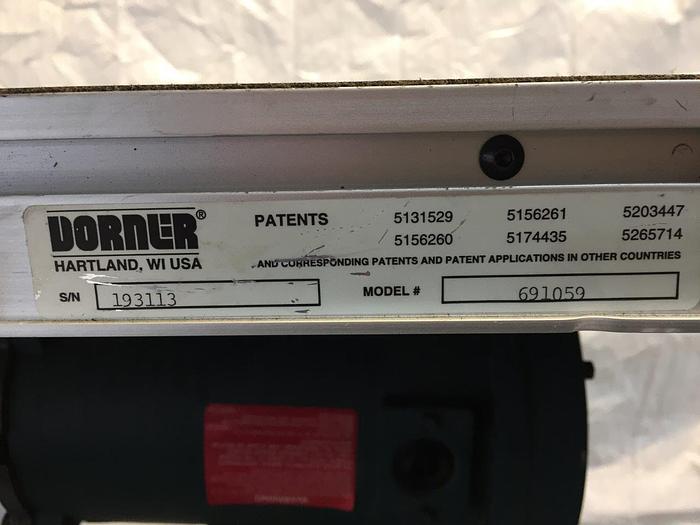 DORNER®
HARTLAND, WI USA
PATENTS 5131529 5156261 5203447
5156260 5174435 5265714
AND CORRESPONDING PATENTS AND PATENT APPLICATIONS IN OTHER COUNTRIES
S/N 193113 MODEL # 691059